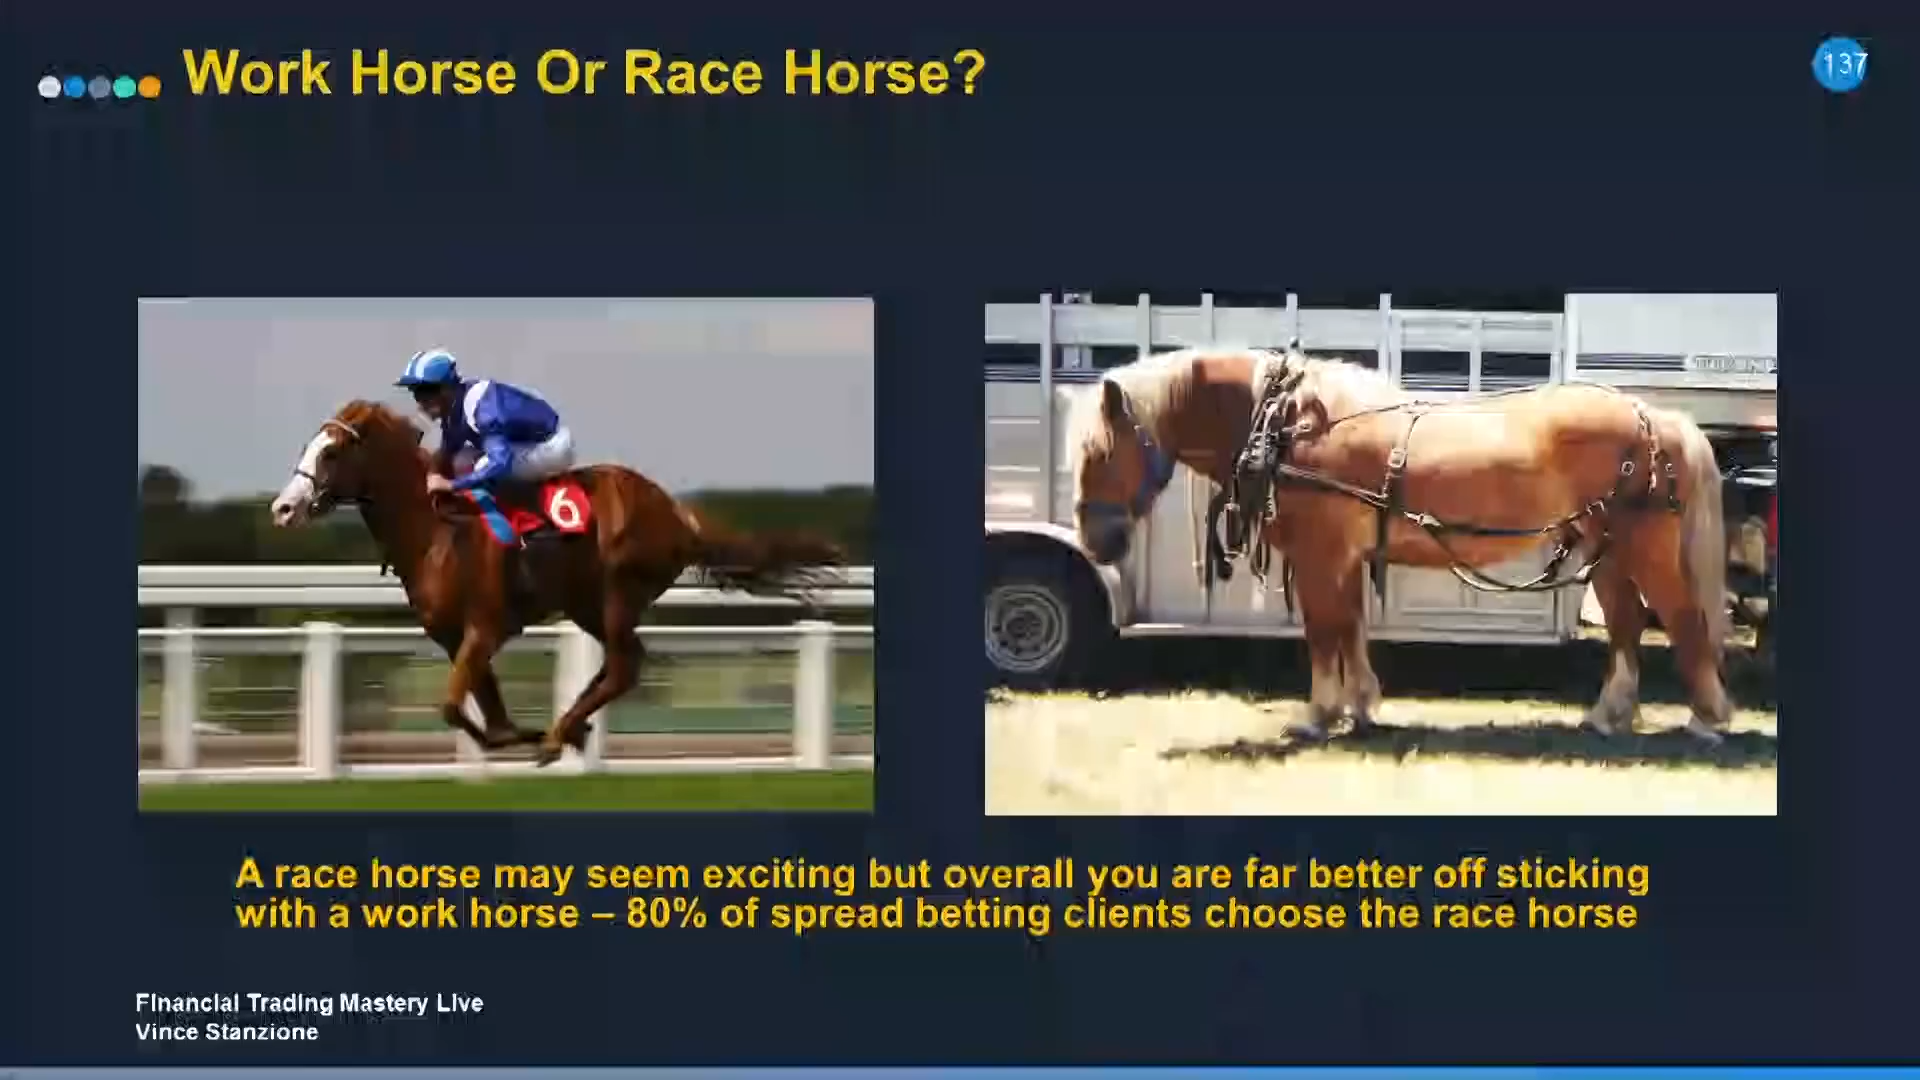 Work Horse Or Race Horse?
137
6
A race horse may seem exciting but overall you are far better off sticking
with a work horse – 80% of spread betting clients choose the race horse
Financial Trading Mastery Live
Vince Stanzione